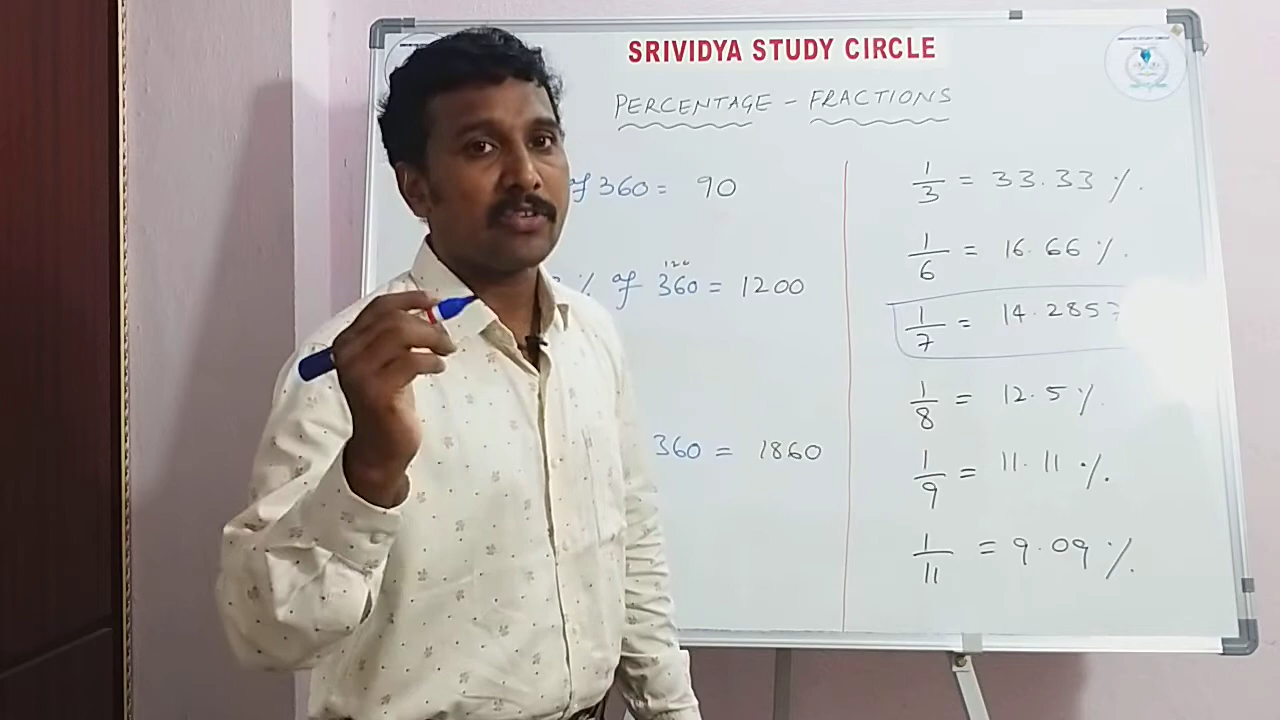 SRIVIDYA STUDY CIRCLE
PERCENTAGE - FRACTIONS
of 360 = 90
% of 360 = 1200
120
360 = 1860
1/3 = 33.33 %.
1/6 = 16.66 %.
1/7 = 14.2857
1/8 = 12.5 %.
1/9 = 11.11 %.
1/11 = 9.09 %.